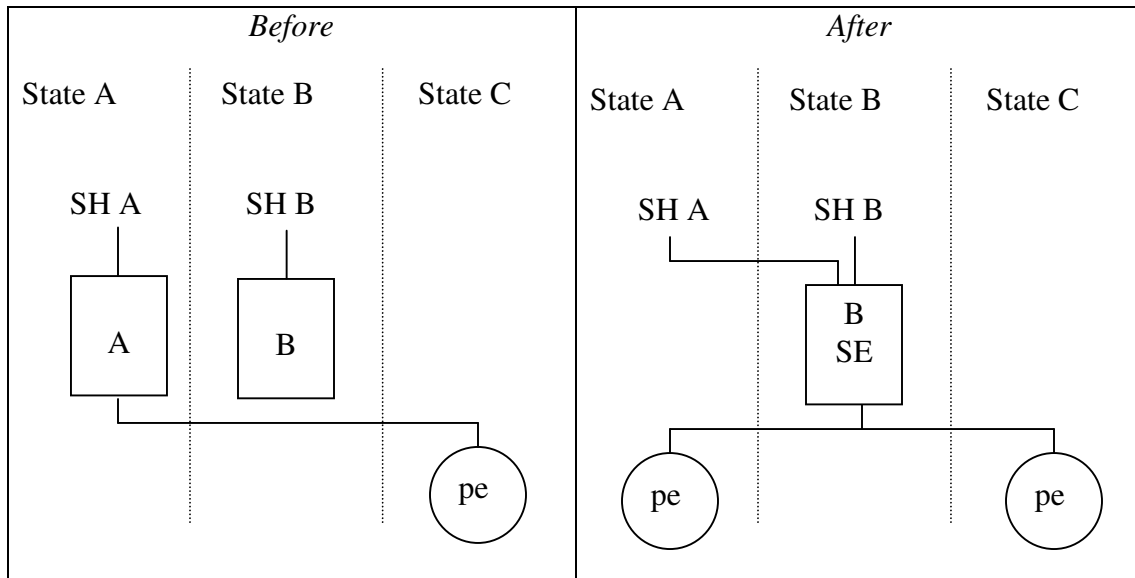 Before
State A State B State C
SH A SH B
A B
pe
After
State A State B State C
SH A SH B
B
SE
pe pe